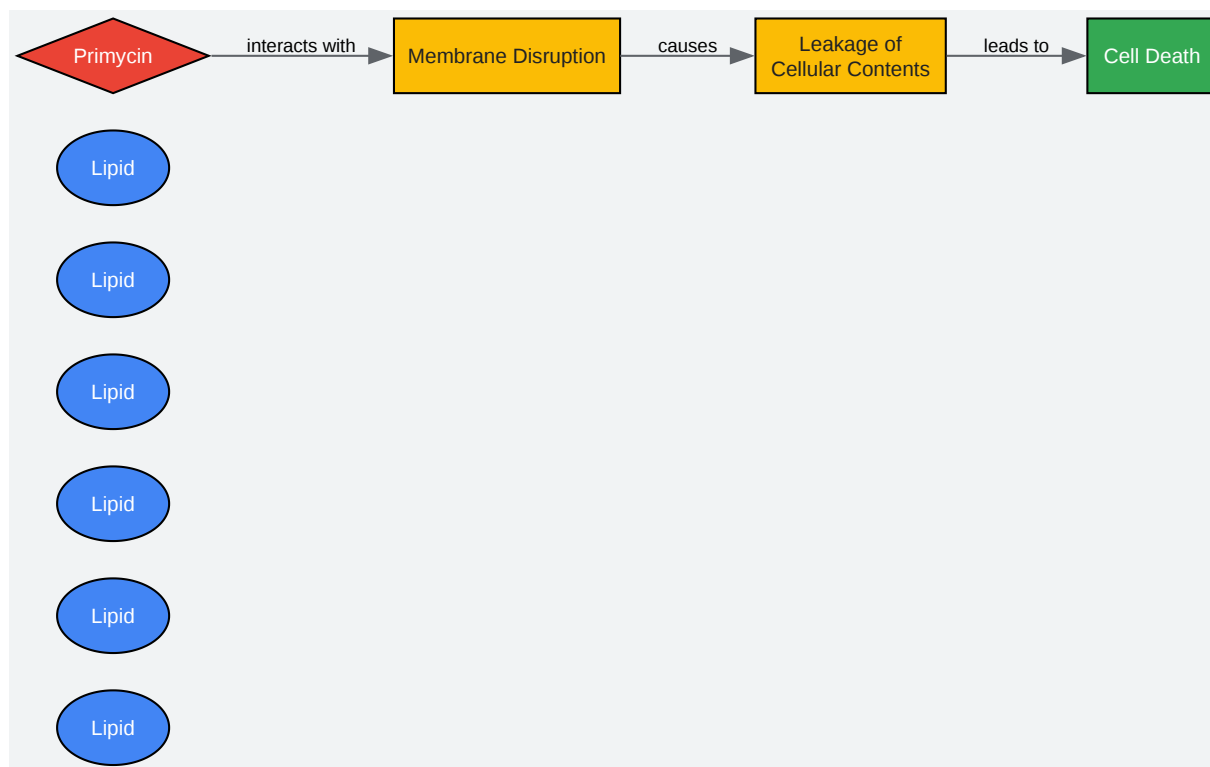 Primycin
interacts with
Membrane Disruption
causes
Leakage of
Cellular Contents
leads to
Cell Death
Lipid
Lipid
Lipid
Lipid
Lipid
Lipid